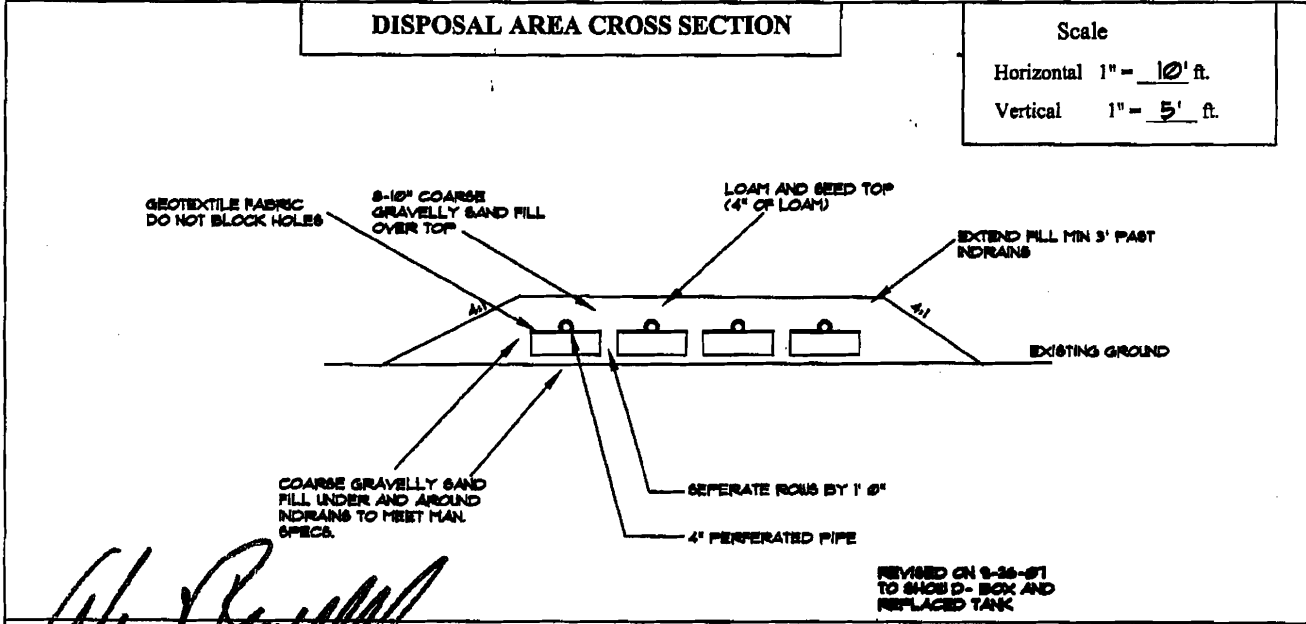 DISPOSAL AREA CROSS SECTION
Scale
Horizontal 1" = 10' ft.
Vertical 1" = 5' ft.
GEOTEXTILE FABRIC
DO NOT BLOCK HOLES
8-10" COARSE
GRAVELLY SAND FILL
OVER TOP
LOAM AND SEED TOP
(4" OF LOAM)
EXTEND FILL MIN 3' PAST
INDRAINS
4:1
4:1
EXISTING GROUND
COARSE GRAVELLY SAND
FILL UNDER AND AROUND
INDRAINS TO MEET MAN.
SPECS.
SEPERATE ROWS BY 1' 0"
4" PERFERATED PIPE
REVISED ON
TO SHOW D-BOX AND
REPLACED TANK